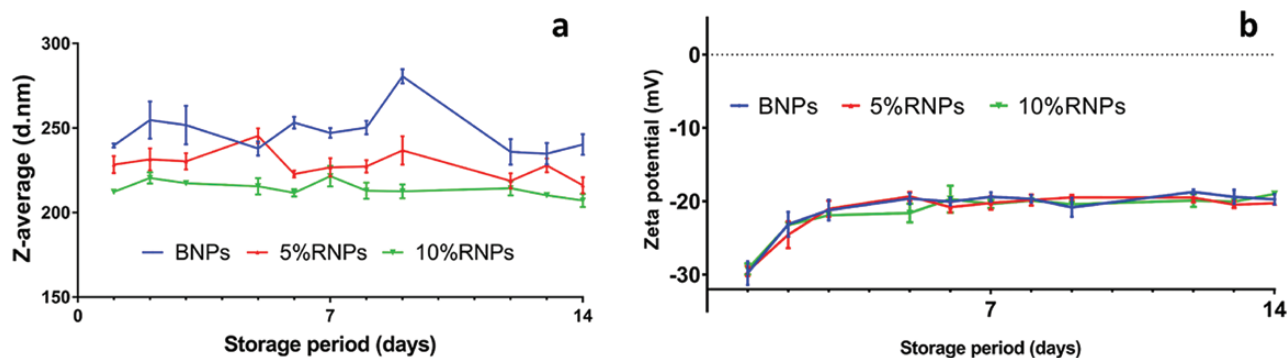 a
300
250
200
150
Z-average (d.nm)
BNPs 5%RNPs 10%RNPs
0 7 14
Storage period (days)
b
0
-10
-20
-30
Zeta potential (mV)
BNPs 5%RNPs 10%RNPs
7 14
Storage period (days)